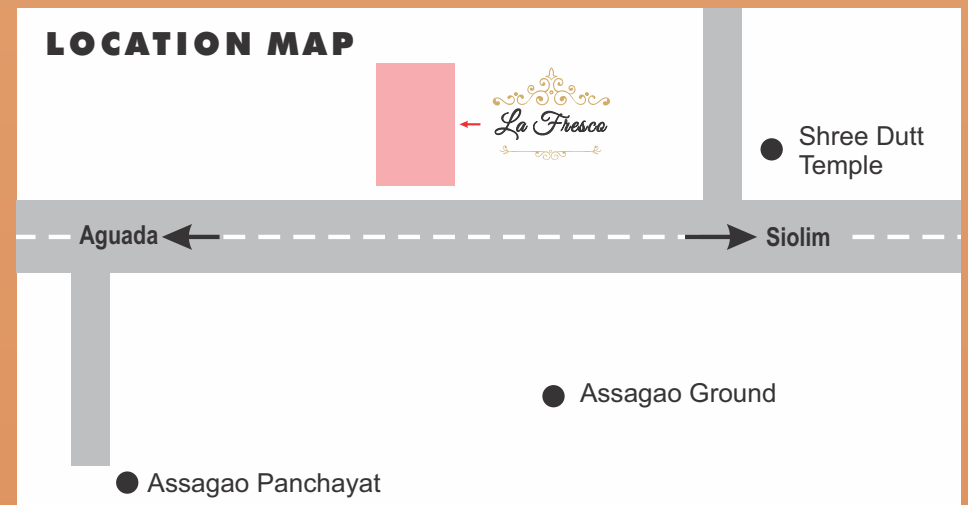 LOCATION MAP
La Fresco
Shree Dutt
Temple
Aguada
Siolim
Assagao Ground
Assagao Panchayat